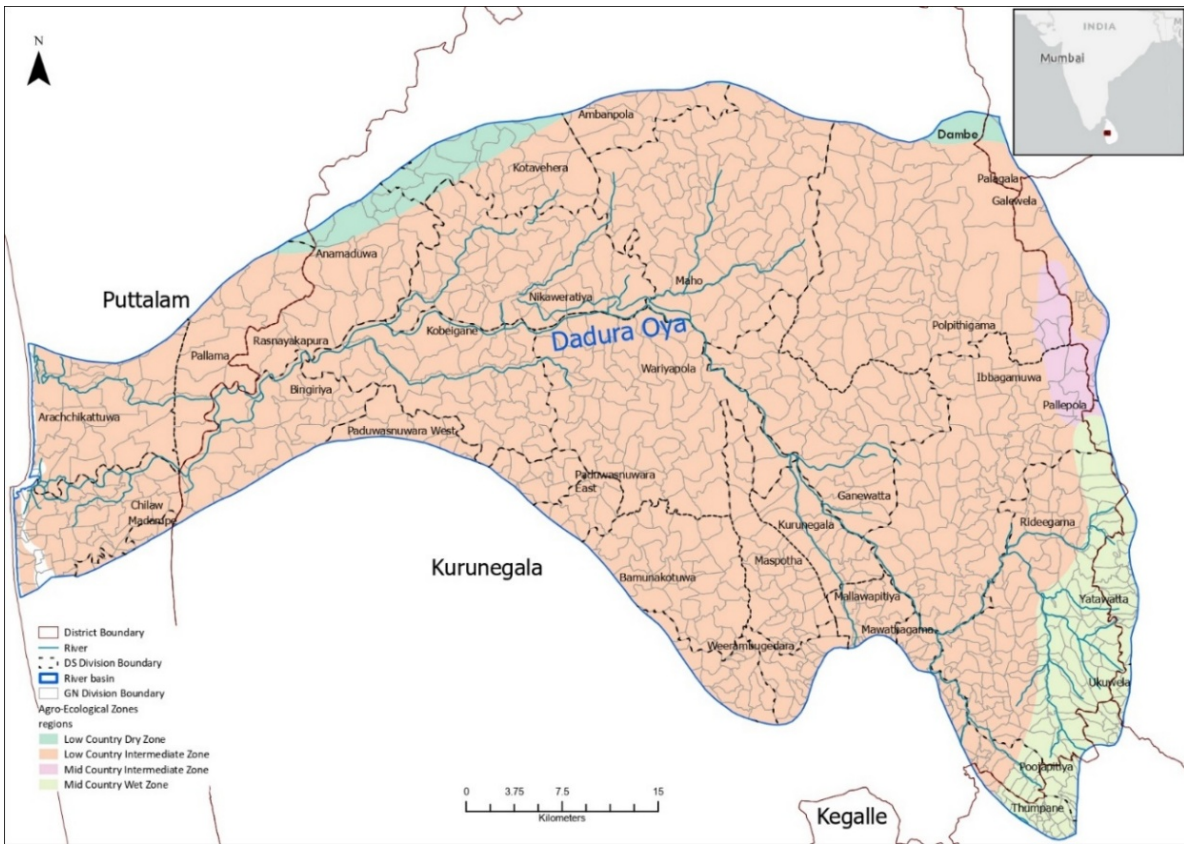 N
INDIA
Mumbai
Ambanpola
Dambe
Kotavehera
Palagala
Galewela
Anamaduwa
Puttalam
Maho
Nikaweratiya
Kobeigane
Dadura Oya
Polpithigama
Rasnayakapura
Pallama
Wariyapola
Ibbagamuwa
Bingiriya
Pallepola
Arachchikattuwa
Paduwasnuwara West
Paduwasnuwara
East
Ganewatta
Chilaw
Madampe
Kurunegala
Rideegama
Maspotha
Kurunegala
Bamunakotuwa
Mallawapitiya
Yatawatta
Mawathagama
Weerambugedara
Ukuwela
Poojapitiya
Thumpane
Kegalle
District Boundary
River
DS Division Boundary
River basin
GN Division Boundary
Agro-Ecological Zones
regions
Low Country Dry Zone
Low Country Intermediate Zone
Mid Country Intermediate Zone
Mid Country Wet Zone
0 3.75 7.5 15
Kilometers